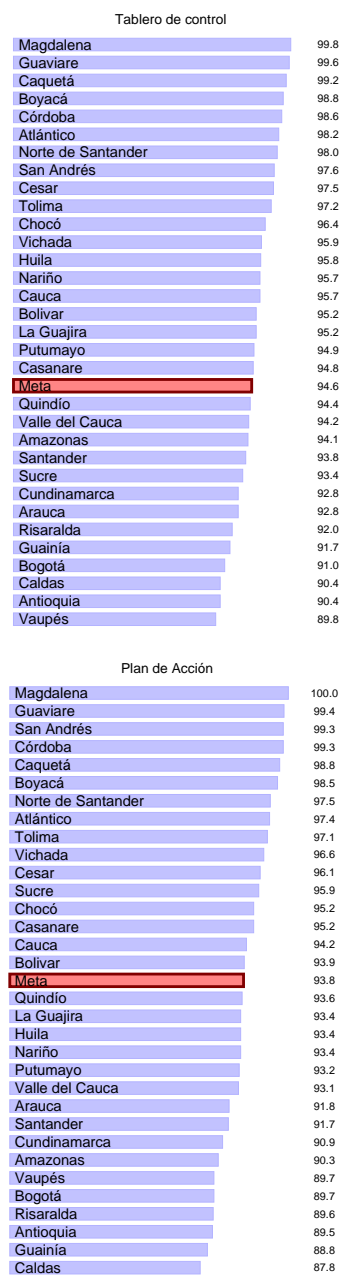 Tablero de control
Magdalena 99.8
Guaviare 99.6
Caquetá 99.2
Boyacá 98.8
Córdoba 98.6
Atlántico 98.2
Norte de Santander 98.0
San Andrés 97.6
Cesar 97.5
Tolima 97.2
Chocó 96.4
Vichada 95.9
Huila 95.8
Nariño 95.7
Cauca 95.7
Bolivar 95.2
La Guajira 95.2
Putumayo 94.9
Casanare 94.8
Meta 94.6
Quindío 94.4
Valle del Cauca 94.2
Amazonas 94.1
Santander 93.8
Sucre 93.4
Cundinamarca 92.8
Arauca 92.8
Risaralda 92.0
Guainía 91.7
Bogotá 91.0
Caldas 90.4
Antioquia 90.4
Vaupés 89.8
Plan de Acción
Magdalena 100.0
Guaviare 99.4
San Andrés 99.3
Córdoba 99.3
Caquetá 98.8
Boyacá 98.5
Norte de Santander 97.5
Atlántico 97.4
Tolima 97.1
Vichada 96.6
Cesar 96.1
Sucre 95.9
Chocó 95.2
Casanare 95.2
Cauca 94.2
Bolivar 93.9
Meta 93.8
Quindío 93.6
La Guajira 93.4
Huila 93.4
Nariño 93.4
Putumayo 93.2
Valle del Cauca 93.1
Arauca 91.8
Santander 91.7
Cundinamarca 90.9
Amazonas 90.3
Vaupés 89.7
Bogotá 89.7
Risaralda 89.6
Antioquia 89.5
Guainía 88.8
Caldas 87.8